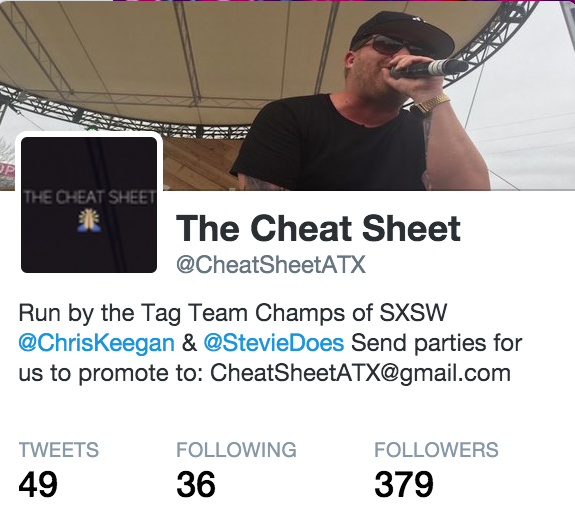 THE CHEAT SHEET
The Cheat Sheet
@CheatSheetATX
Run by the Tag Team Champs of SXSW
@ChrisKeegan & @StevieDoes Send parties for
us to promote to: CheatSheetATX@gmail.com
TWEETS FOLLOWING FOLLOWERS
49 36 379